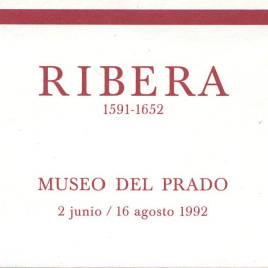 RIBERA
1591-1652
MUSEO DEL PRADO
2 junio / 16 agosto 1992